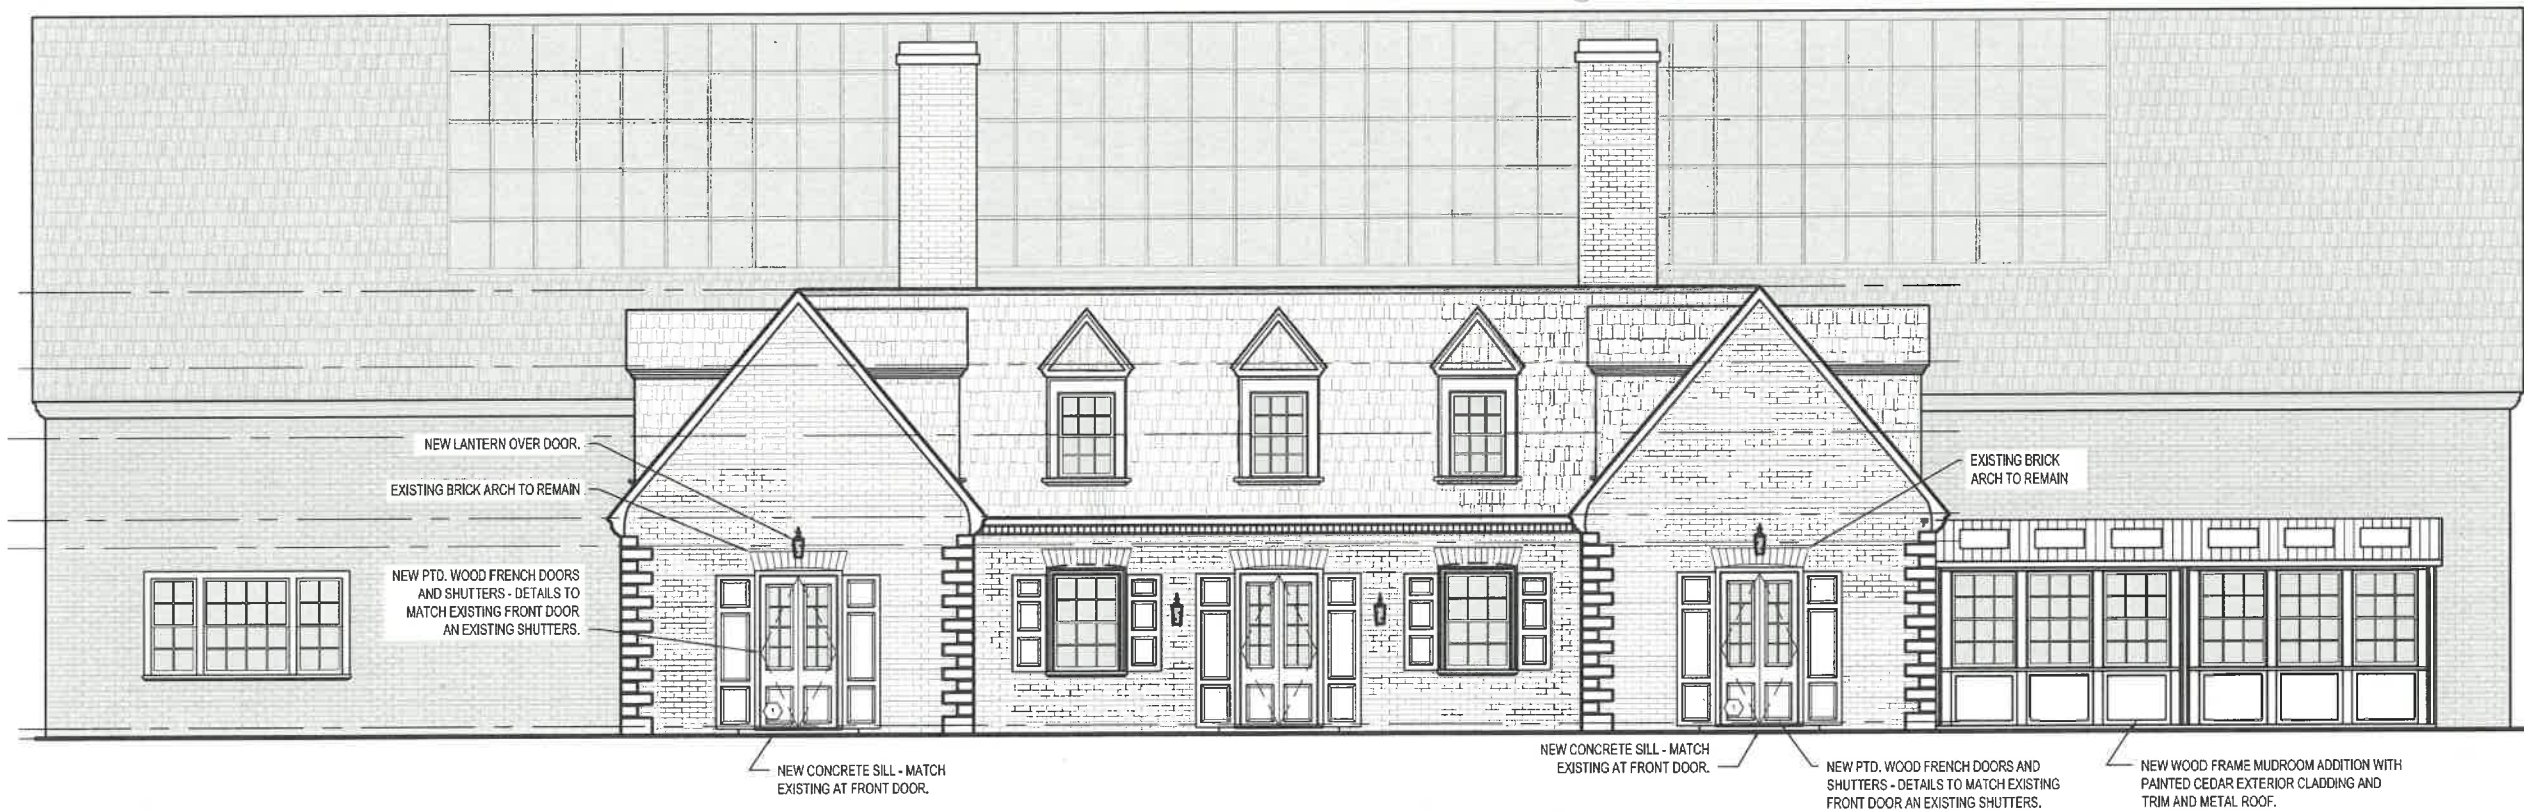 NEW LANTERN OVER DOOR.
EXISTING BRICK ARCH TO REMAIN
NEW PTD. WOOD FRENCH DOORS
AND SHUTTERS - DETAILS TO
MATCH EXISTING FRONT DOOR
AN EXISTING SHUTTERS.
EXISTING BRICK
ARCH TO REMAIN
NEW CONCRETE SILL - MATCH
EXISTING AT FRONT DOOR.
NEW CONCRETE SILL - MATCH
EXISTING AT FRONT DOOR.
NEW PTD. WOOD FRENCH DOORS AND
SHUTTERS - DETAILS TO MATCH EXISTING
FRONT DOOR AN EXISTING SHUTTERS.
NEW WOOD FRAME MUDROOM ADDITION WITH
PAINTED CEDAR EXTERIOR CLADDING AND
TRIM AND METAL ROOF.